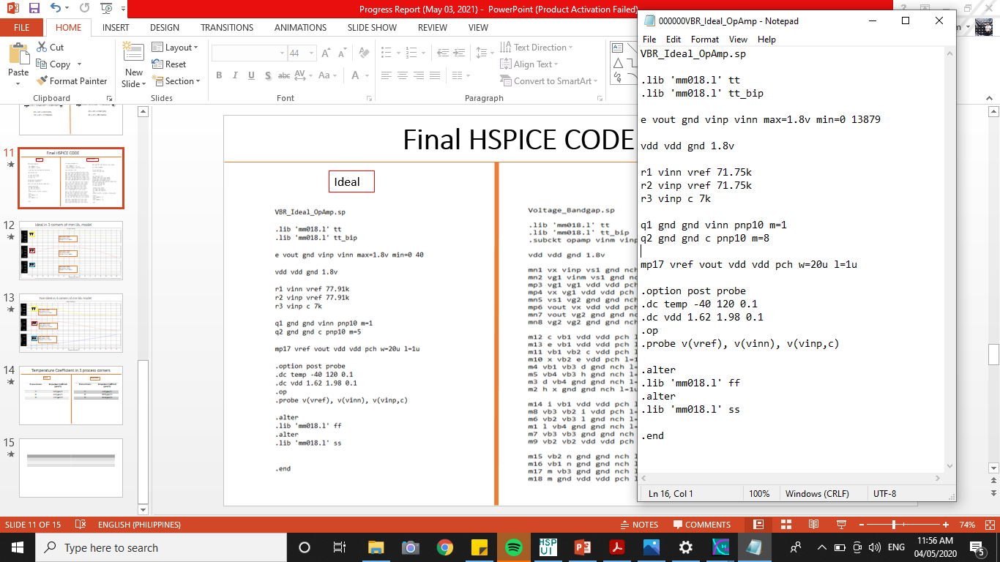 Progress Report (May 03, 2021) - PowerPoint (Product Activation Failed)
FILE HOME INSERT DESIGN TRANSITIONS ANIMATIONS SLIDE SHOW REVIEW VIEW
Paste
Cut
Copy
Format Painter
Clipboard
New Slide
Layout
Reset
Section
Slides
44
B I U S abc AV Aa A
Font
Text Direction
Align Text
Convert to SmartArt
Paragraph
11
Final HSPICE CODE
12
Ideal in 3 corners of mm lib. model
13
14
Temperature Coefficient in 3 process corners
15
Final HSPICE CODE
Ideal
VBR_Ideal_OpAmp.sp
.lib 'mm018.l' tt
.lib 'mm018.l' tt_bip
e vout gnd vinp vinn max=1.8v min=0 40
vdd vdd gnd 1.8v
r1 vinn vref 77.91k
r2 vinp vref 77.91k
r3 vinp c 7k
q1 gnd gnd vinn pnp10 m=1
q2 gnd gnd c pnp10 m=5
mp17 vref vout vdd vdd pch w=20u l=1u
.option post probe
.dc temp -40 120 0.1
.dc vdd 1.62 1.98 0.1
.op
.probe v(vref), v(vinn), v(vinp,c)
.alter
.lib 'mm018.l' ff
.alter
.lib 'mm018.l' ss
.end
Voltage_Bandgap.sp
.lib 'mm018.l' tt
.lib 'mm018.l' tt_bip
.subckt opamp vinm vinp
vdd vdd gnd 1.8v
mn1 vx vinp vs1 gnd nch
mn2 vg1 vinm vs1 gnd nc
mp3 vg1 vg1 vdd vdd pch
mp4 vx vg1 vdd vdd pch
mn5 vs1 vg2 gnd gnd nch
mp6 vout vx vdd vdd pch
mn7 vout vg2 gnd gnd nc
mn8 vg2 vg2 gnd gnd nch
m12 c vb1 vdd vdd pch l
m13 e vb1 vdd vdd pch l
m11 vb1 vb2 c vdd pch l
m10 x vb2 e vdd pch l=1
m4 vb1 vb3 d gnd nch l=
m5 vb4 vb3 h gnd nch l=
m3 d vb4 gnd gnd nch l=
m2 h x gnd gnd nch l=1u
m14 i vb1 vdd vdd pch l
m8 vb3 vb2 i vdd pch l=
m6 vb2 vb3 l gnd nch l=
m1 l vb4 gnd gnd nch l=
m7 vb3 vb3 gnd gnd nch
m9 vb2 vb2 vdd vdd pch
m15 vb2 n gnd gnd nch l
m16 vb1 n gnd gnd nch l
m17 m vb3 gnd gnd nch l
m18 m gnd vdd vdd pch l
000000VBR_Ideal_OpAmp - Notepad
File Edit Format View Help
VBR_Ideal_OpAmp.sp
.lib 'mm018.l' tt
.lib 'mm018.l' tt_bip
e vout gnd vinp vinn max=1.8v min=0 13879
vdd vdd gnd 1.8v
r1 vinn vref 71.75k
r2 vinp vref 71.75k
r3 vinp c 7k
q1 gnd gnd vinn pnp10 m=1
q2 gnd gnd c pnp10 m=8
mp17 vref vout vdd vdd pch w=20u l=1u
.option post probe
.dc temp -40 120 0.1
.dc vdd 1.62 1.98 0.1
.op
.probe v(vref), v(vinn), v(vinp,c)
.alter
.lib 'mm018.l' ff
.alter
.lib 'mm018.l' ss
.end
Ln 16, Col 1 100% Windows (CRLF) UTF-8
SLIDE 11 OF 15 ENGLISH (PHILIPPINES) NOTES COMMENTS 74%
Type here to search
HSP UI
ENG
11:56 AM
04/05/2020
5